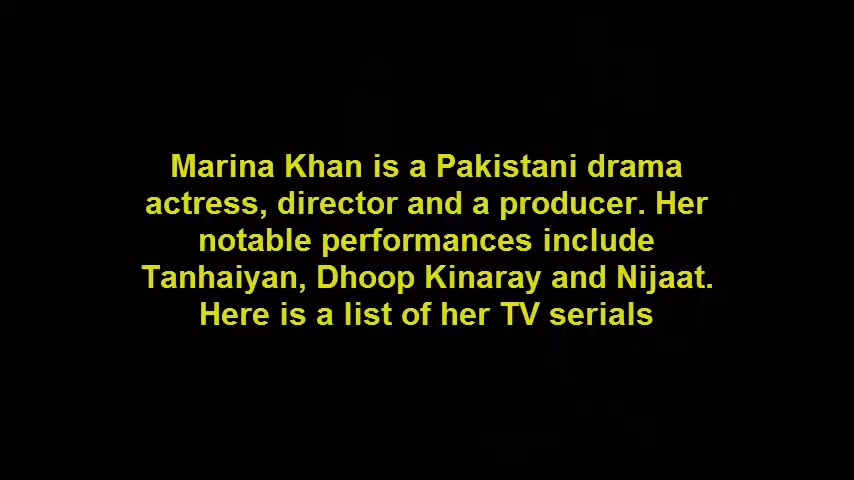 Marina Khan is a Pakistani drama
actress, director and a producer. Her
notable performances include
Tanhaiyan, Dhoop Kinaray and Nijaat.
Here is a list of her TV serials